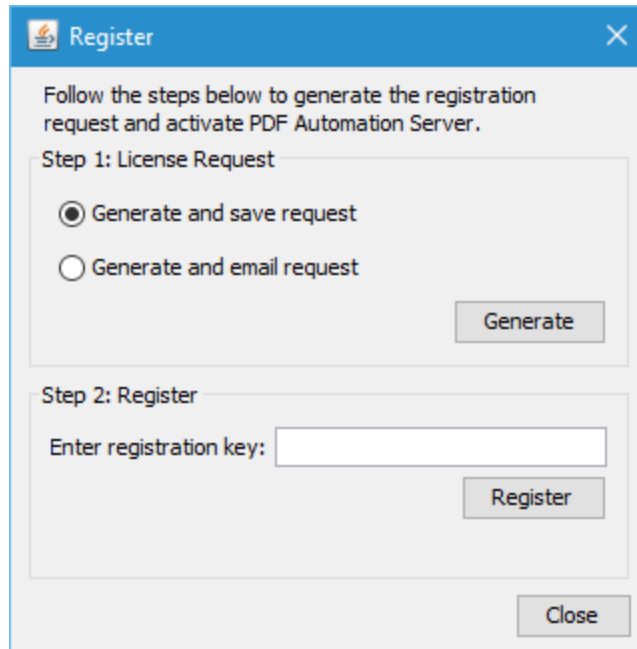 Register
Follow the steps below to generate the registration
request and activate PDF Automation Server.
Step 1: License Request
Generate and save request
Generate and email request
Generate
Step 2: Register
Enter registration key:
Register
Close